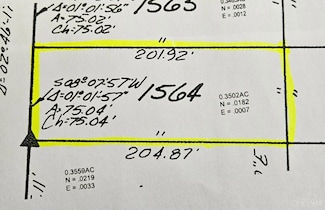 1563
Δ=01°01'56"
A=75.02'
Ch=75.02'
N = .0028
E = .0012
201.92'
S08°07'57"W
Δ=01°01'57"
A=75.04'
Ch=75.04'
1564
0.3502AC
N = .0182
E = .0007
204.87'
0.3559AC
N = .0219
E = .0033